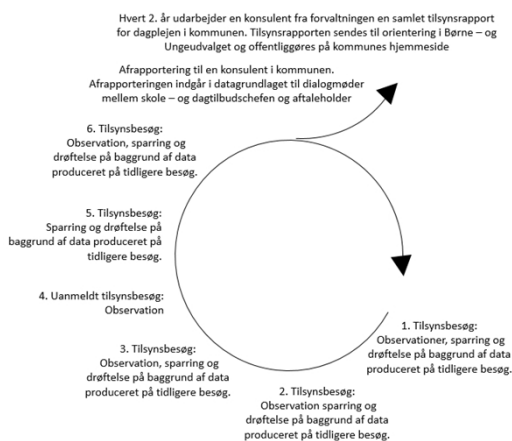 Hvert 2. år udarbejder en konsulent fra forvaltningen en samlet tilsynsrapport
for dagplejen i kommunen. Tilsynsrapporten sendes til orientering i Børne – og
Ungeudvalget og offentliggøres på kommunes hjemmeside
Afrapportering til en konsulent i kommunen.
Afrapporteringen indgår i datagrundlaget til dialogmøder
mellem skole – og dagtilbudschefen og aftaleholder
6. Tilsynsbesøg:
Observation, sparring og
drøftelse på baggrund af data
produceret på tidligere besøg.
5. Tilsynsbesøg:
Sparring og drøftelse på
baggrund af data produceret på
tidligere besøg.
4. Uanmeldt tilsynsbesøg:
Observation
3. Tilsynsbesøg:
Observation, sparring og
drøftelse på baggrund af data
produceret på tidligere besøg.
2. Tilsynsbesøg:
Observation sparring og
drøftelse på baggrund af data
produceret på tidligere besøg.
1. Tilsynsbesøg:
Observationer, sparring og
drøftelse på baggrund af data
produceret på tidligere besøg.